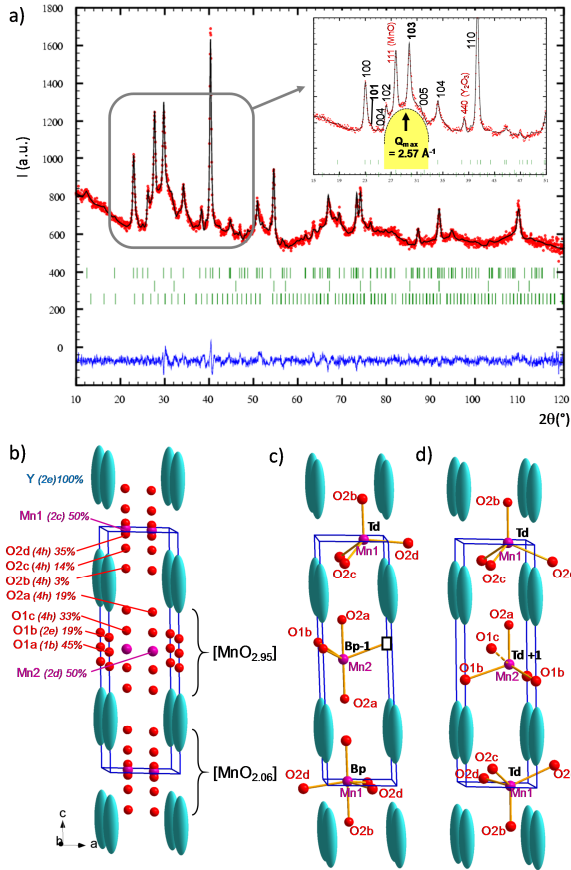 a)
I (a.u.)
1800
1600
1400
1200
1000
800
600
400
200
0
10 20 30 40 50 60 70 80 90 100 110 120
2θ(°)
100
101
004
102
111 (MnO)
103
005
104
440 (Y₂O₃)
110
Qmax
= 2.57 Å⁻¹
b)
Y (2e)100%
Mn1 (2c) 50%
O2d (4h) 35%
O2c (4h) 14%
O2b (4h) 3%
O2a (4h) 19%
O1c (4h) 33%
O1b (2e) 19%
O1a (1b) 45%
Mn2 (2d) 50%
[MnO₂.₉₅]
[MnO₂.₀₆]
c
b
a
c)
O2b
Td
Mn1
O2d
O2c
O2a
O1b
Bp-1
Mn2
O2a
Bp
O2d
Mn1
O2d
O2b
d)
O2b
Td
Mn1
O2c
O2d
O2a
O1c
Td +1
O1b
Mn2
O1b
O2c
Td
O2d
O2d
Mn1
O2b